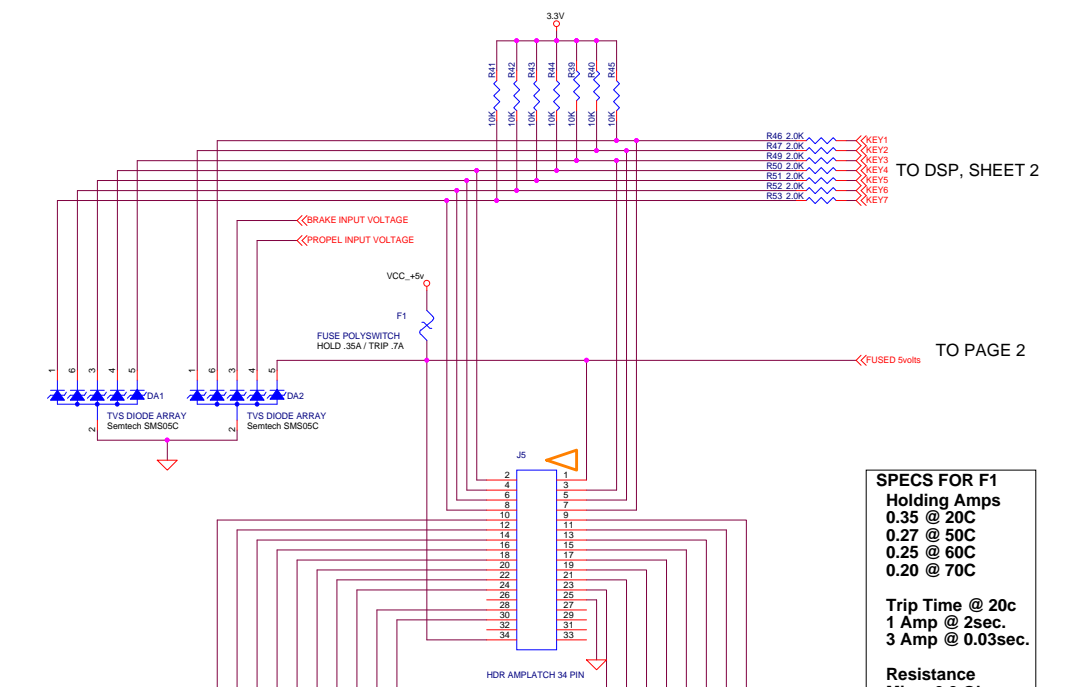 3.3V
R41
R42
R43
R44
R39
R40
R45
10K
10K
10K
10K
10K
10K
10K
R46 2.0K
KEY1
R47 2.0K
KEY2
R49 2.0K
KEY3
R50 2.0K
KEY4
R51 2.0K
KEY5
R52 2.0K
KEY6
R53 2.0K
KEY7
TO DSP, SHEET 2
BRAKE INPUT VOLTAGE
PROPEL INPUT VOLTAGE
VCC_+5v
F1
FUSE POLYSWITCH
HOLD .35A / TRIP .7A
FUSED 5volts
TO PAGE 2
1
6
3
4
5
DA1
TVS DIODE ARRAY
Semtech SMS05C
2
1
6
3
4
5
DA2
TVS DIODE ARRAY
Semtech SMS05C
2
J5
2
1
4
3
6
5
8
7
10
9
12
11
14
13
16
15
18
17
20
19
22
21
24
23
26
25
28
27
30
29
32
31
34
33
HDR AMPLATCH 34 PIN
SPECS FOR F1
Holding Amps
0.35 @ 20C
0.27 @ 50C
0.25 @ 60C
0.20 @ 70C
Trip Time @ 20c
1 Amp @ 2sec.
3 Amp @ 0.03sec.
Resistance